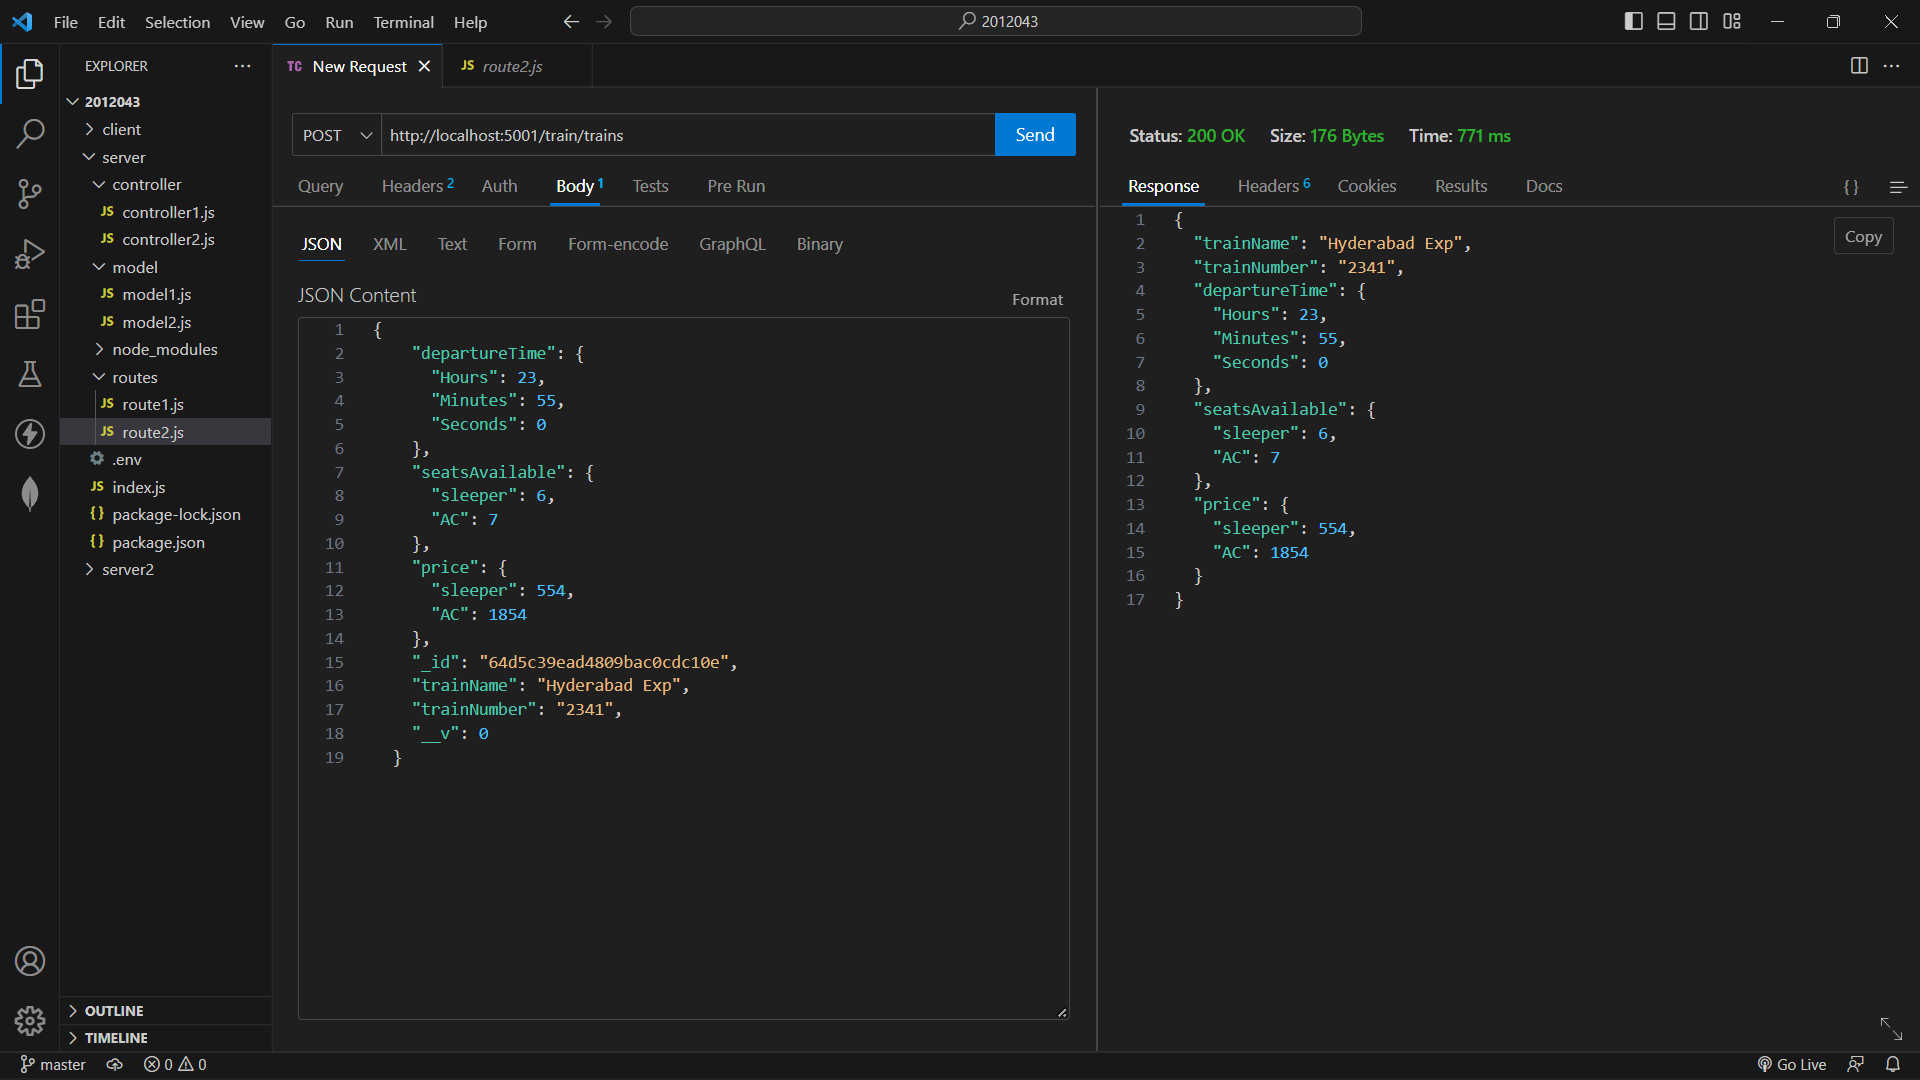 File Edit Selection View Go Run Terminal Help
2012043
EXPLORER
2012043
client
server
controller
JS controller1.js
JS controller2.js
model
JS model1.js
JS model2.js
node_modules
routes
JS route1.js
JS route2.js
.env
JS index.js
{} package-lock.json
{} package.json
server2
OUTLINE
TIMELINE
TC New Request
JS route2.js
POST http://localhost:5001/train/trains Send
Query Headers 2 Auth Body 1 Tests Pre Run
JSON XML Text Form Form-encode GraphQL Binary
JSON Content
Format
1 {
2 "departureTime": {
3 "Hours": 23,
4 "Minutes": 55,
5 "Seconds": 0
6 },
7 "seatsAvailable": {
8 "sleeper": 6,
9 "AC": 7
10 },
11 "price": {
12 "sleeper": 554,
13 "AC": 1854
14 },
15 "_id": "64d5c39ead4809bac0cdc10e",
16 "trainName": "Hyderabad Exp",
17 "trainNumber": "2341",
18 "__v": 0
19 }
Status: 200 OK Size: 176 Bytes Time: 771 ms
Response Headers 6 Cookies Results Docs {}
Copy
1 {
2 "trainName": "Hyderabad Exp",
3 "trainNumber": "2341",
4 "departureTime": {
5 "Hours": 23,
6 "Minutes": 55,
7 "Seconds": 0
8 },
9 "seatsAvailable": {
10 "sleeper": 6,
11 "AC": 7
12 },
13 "price": {
14 "sleeper": 554,
15 "AC": 1854
16 }
17 }
master 0 0
Go Live